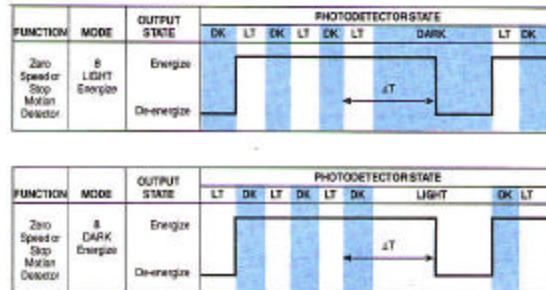 PHOTODETECTOR STATE
FUNCTION MODE OUTPUT STATE DK LT DK LT DK LT DARK LT DK
Zero Speed or Stop Motion Detector
8 LIGHT Energize
Energize
ΔT
De-energize
PHOTODETECTOR STATE
FUNCTION MODE OUTPUT STATE LT DK LT DK LT DK LIGHT DK LT
Zero Speed or Stop Motion Detector
8 DARK Energize
Energize
ΔT
De-energize